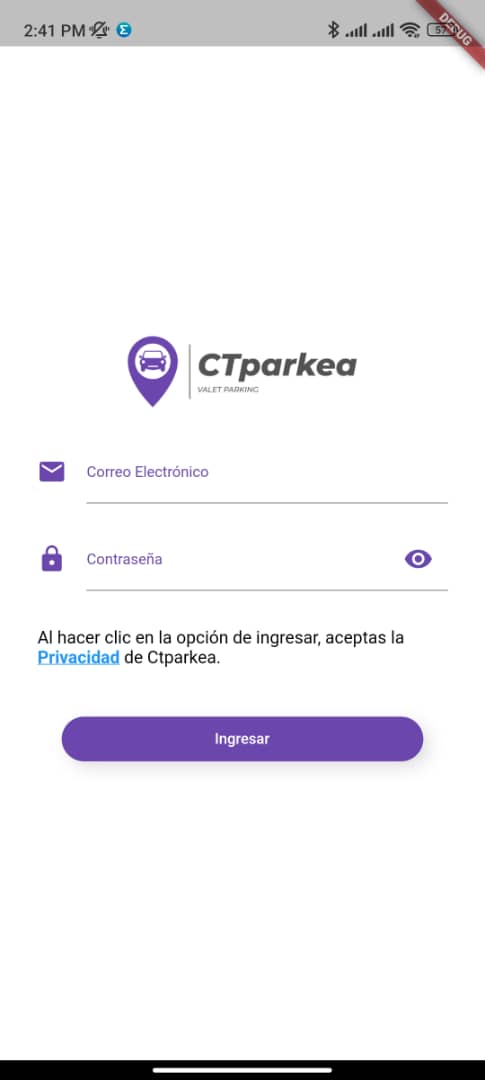 2:41 PM
57
DEBUG
CTparkea
VALET PARKING
Correo Electrónico
Contraseña
Al hacer clic en la opción de ingresar, aceptas la
Privacidad de Ctparkea.
Ingresar